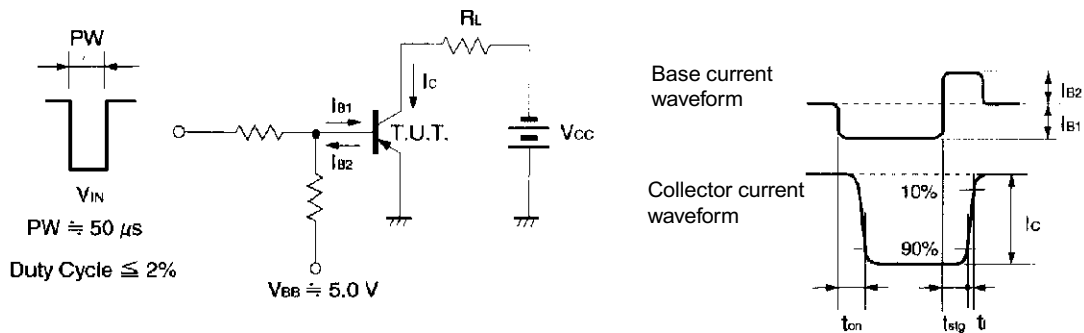 PW
VIN
PW ≒ 50 μs
Duty Cycle ≦ 2%
RL
IC
IB1
T.U.T.
IB2
VCC
VBB ≒ 5.0 V
Base current
waveform
IB2
IB1
Collector current
waveform
10%
90%
IC
ton
tstg
tf